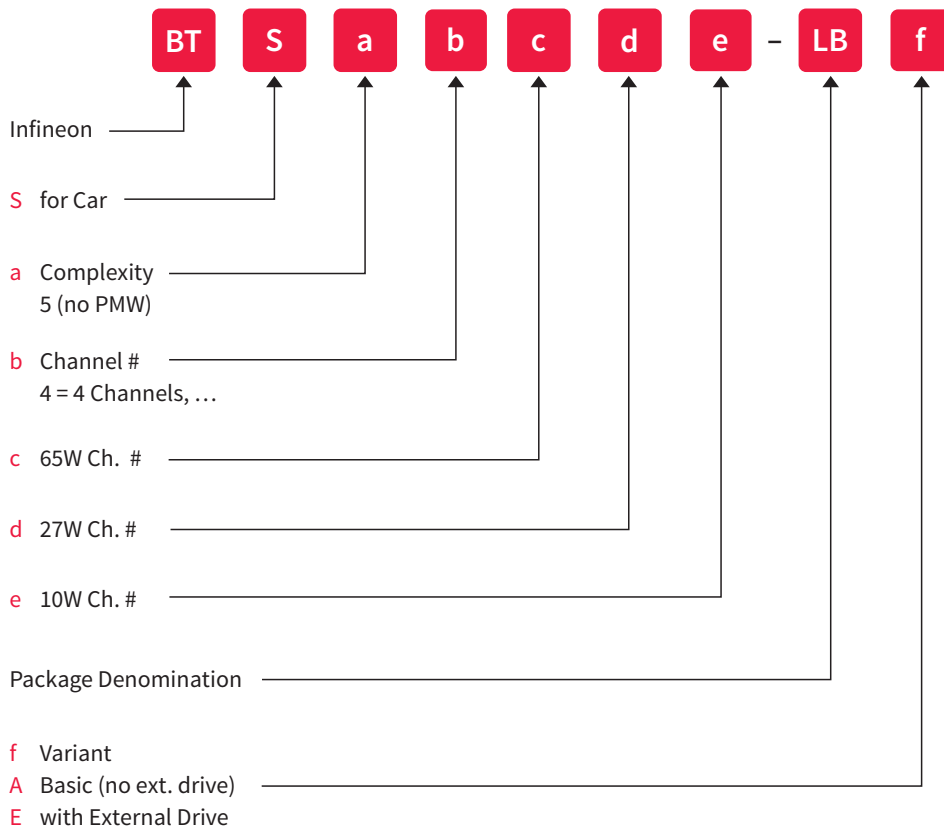 BT S a b c d e – LB f
Infineon
S for Car
a Complexity
5 (no PMW)
b Channel #
4 = 4 Channels, …
c 65W Ch. #
d 27W Ch. #
e 10W Ch. #
Package Denomination
f Variant
A Basic (no ext. drive)
E with External Drive